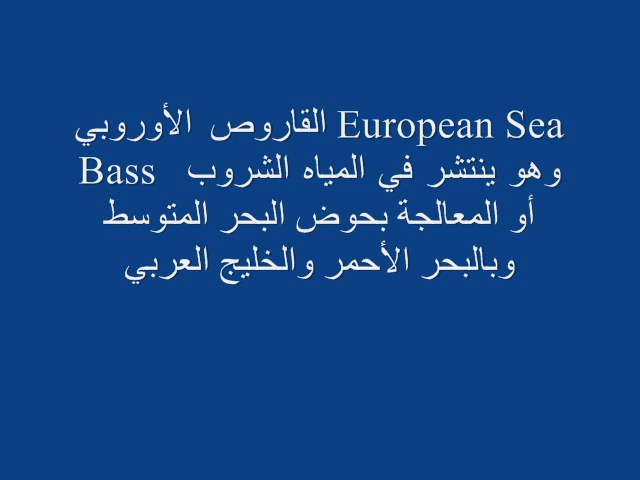 القاروص الأوروبي European Sea
Bass وهو ينتشر في المياه الشروب
أو المعالجة بحوض البحر المتوسط
وبالبحر الأحمر والخليج العربي